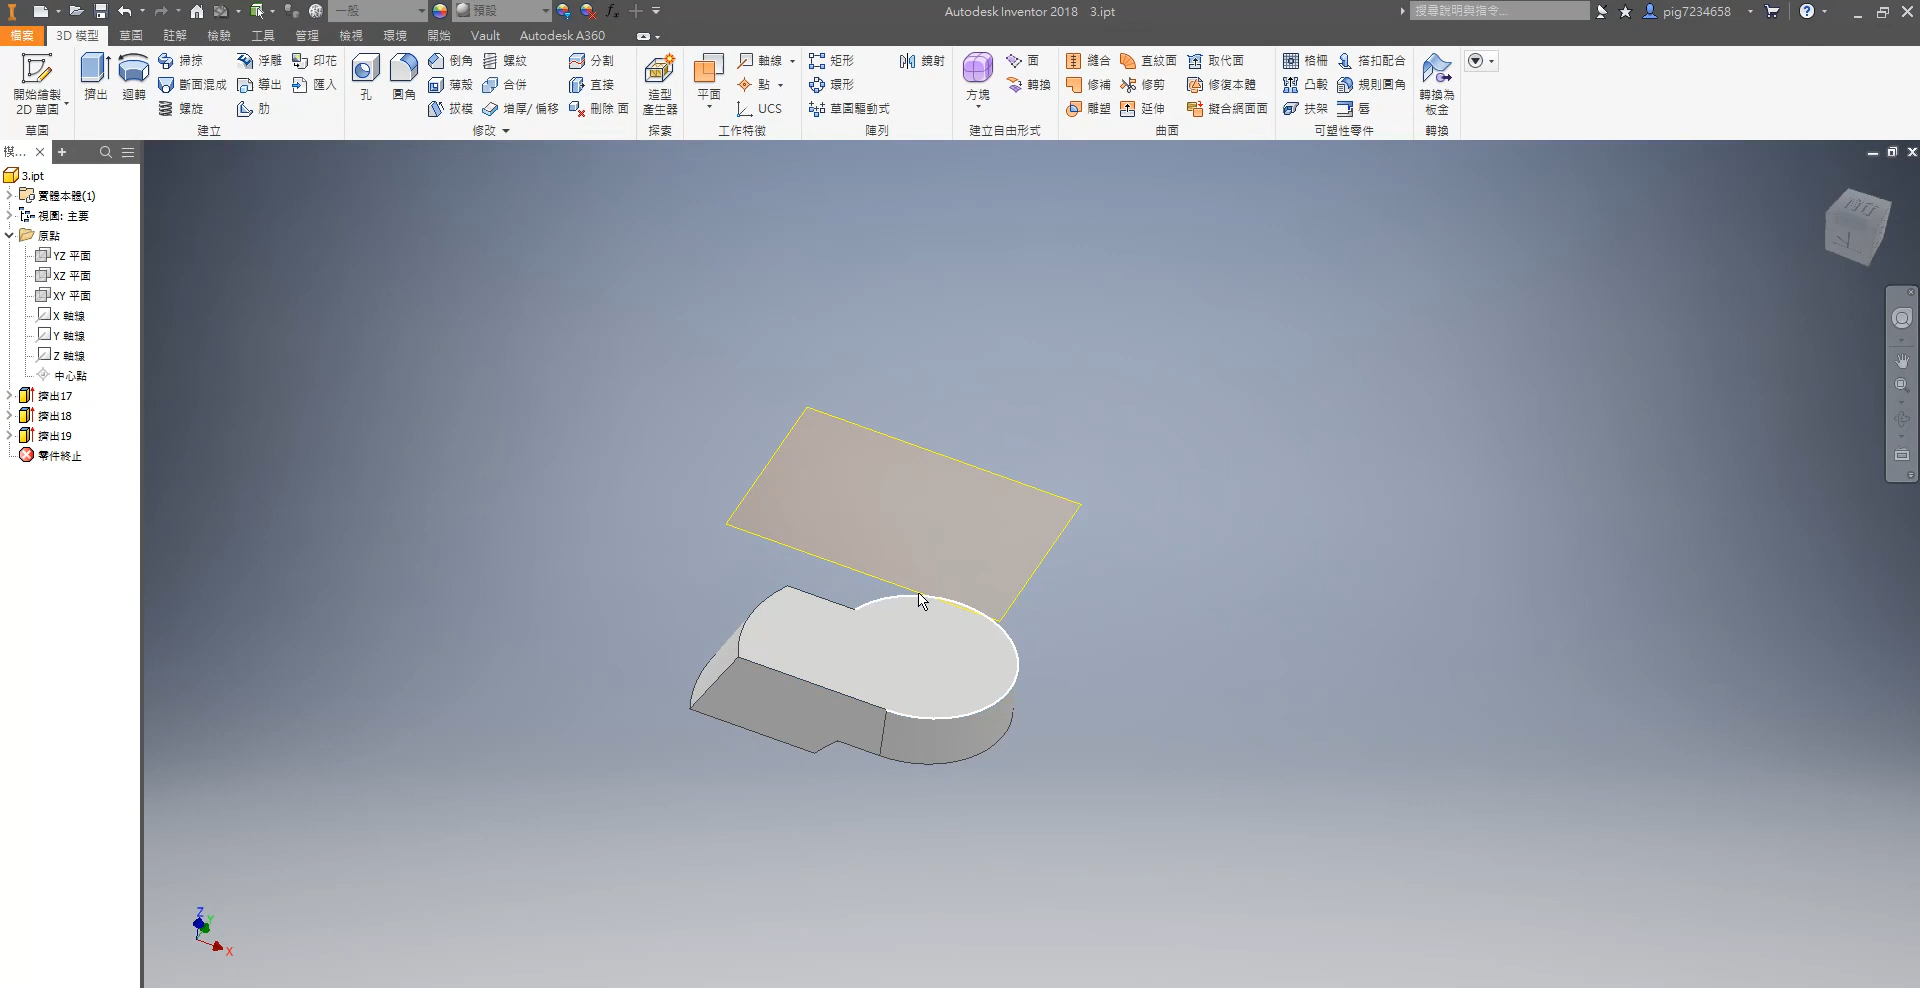 一般
預設
Autodesk Inventor 2018 3.ipt
搜尋說明與指令...
pig7234658
檔案 3D 模型 草圖 註解 檢驗 工具 管理 檢視 環境 開始 Vault Autodesk A360
開始繪製
2D 草圖
草圖
擠出
迴轉
掃掠
斷面混成
螺旋
浮雕
導出
肋
印花
匯入
建立
孔
圓角
倒角
薄殼
拔模
螺紋
合併
增厚/ 偏移
分割
直接
刪除 面
修改
造型
產生器
探索
平面
軸線
點
UCS
工作特徵
矩形
環形
草圖驅動式
鏡射
陣列
方塊
面
轉換
建立自由形式
縫合
修補
雕塑
直紋面
修剪
延伸
取代面
修復本體
擬合網面面
曲面
格柵
凸轂
扶架
搭扣配合
規則圓角
唇
可塑性零件
轉換為
板金
轉換
模...
3.ipt
實體本體(1)
視圖: 主要
原點
YZ 平面
XZ 平面
XY 平面
X 軸線
Y 軸線
Z 軸線
中心點
擠出17
擠出18
擠出19
零件終止
Z
Y
X